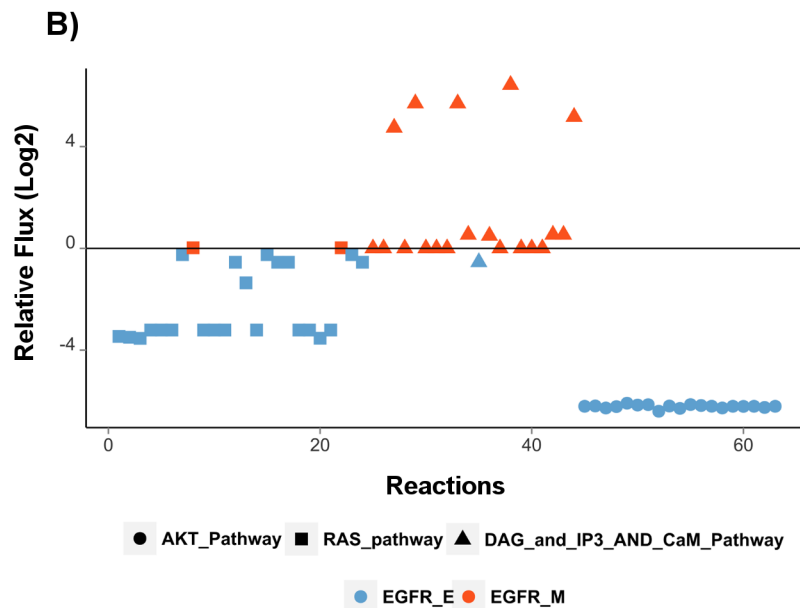 B)
Relative Flux (Log2)
4
0
-4
0 20 40 60
Reactions
AKT_Pathway RAS_pathway DAG_and_IP3_AND_CaM_Pathway
EGFR_E EGFR_M